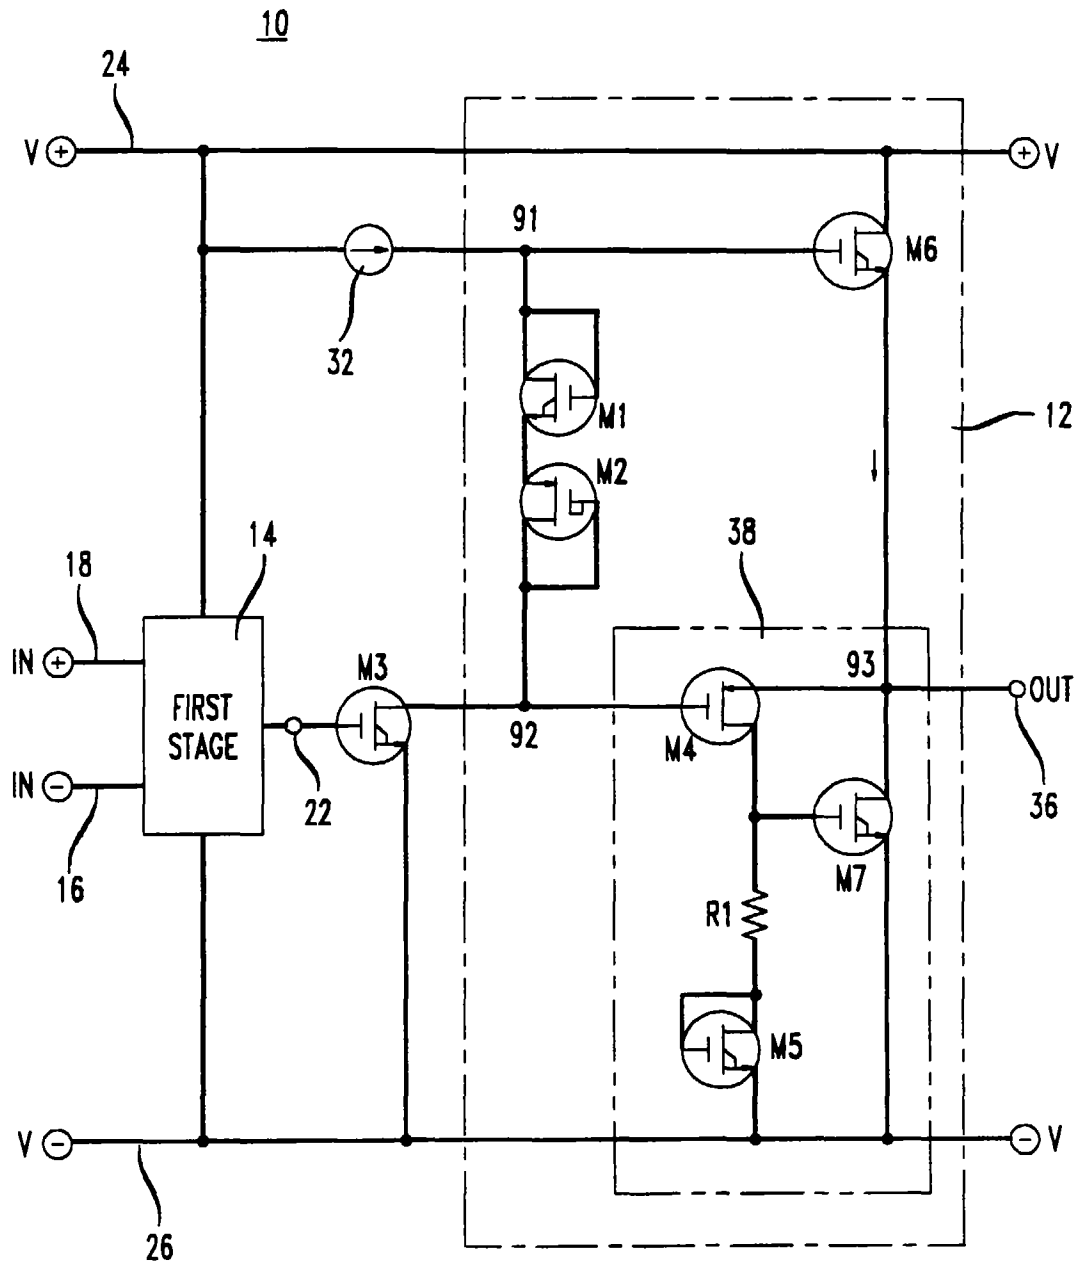 10
24
V + + V
91
M6
32
M1
12
M2
38
14
18
IN +
M3
93
OUT
FIRST
STAGE
92
M4
IN −
22
36
16
M7
R1
M5
V − − V
26